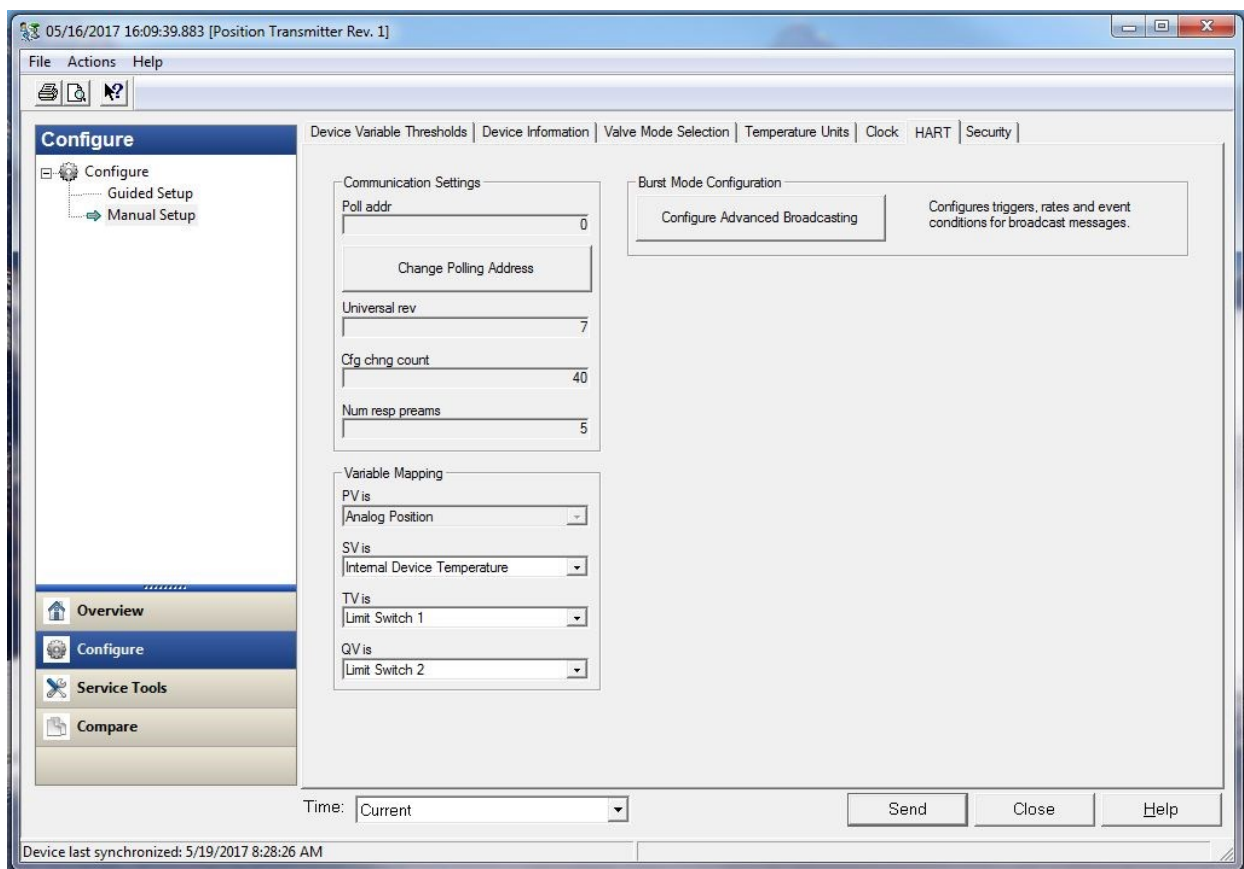 05/16/2017 16:09:39.883 [Position Transmitter Rev. 1]
File Actions Help
Configure
Configure
Guided Setup
Manual Setup
Overview
Configure
Service Tools
Compare
Device Variable Thresholds Device Information Valve Mode Selection Temperature Units Clock HART Security
Communication Settings
Poll addr
0
Change Polling Address
Universal rev
7
Cfg chng count
40
Num resp preams
5
Variable Mapping
PV is
Analog Position
SV is
Internal Device Temperature
TV is
Limit Switch 1
QV is
Limit Switch 2
Burst Mode Configuration
Configure Advanced Broadcasting
Configures triggers, rates and event
conditions for broadcast messages.
Time: Current
Send Close Help
Device last synchronized: 5/19/2017 8:28:26 AM